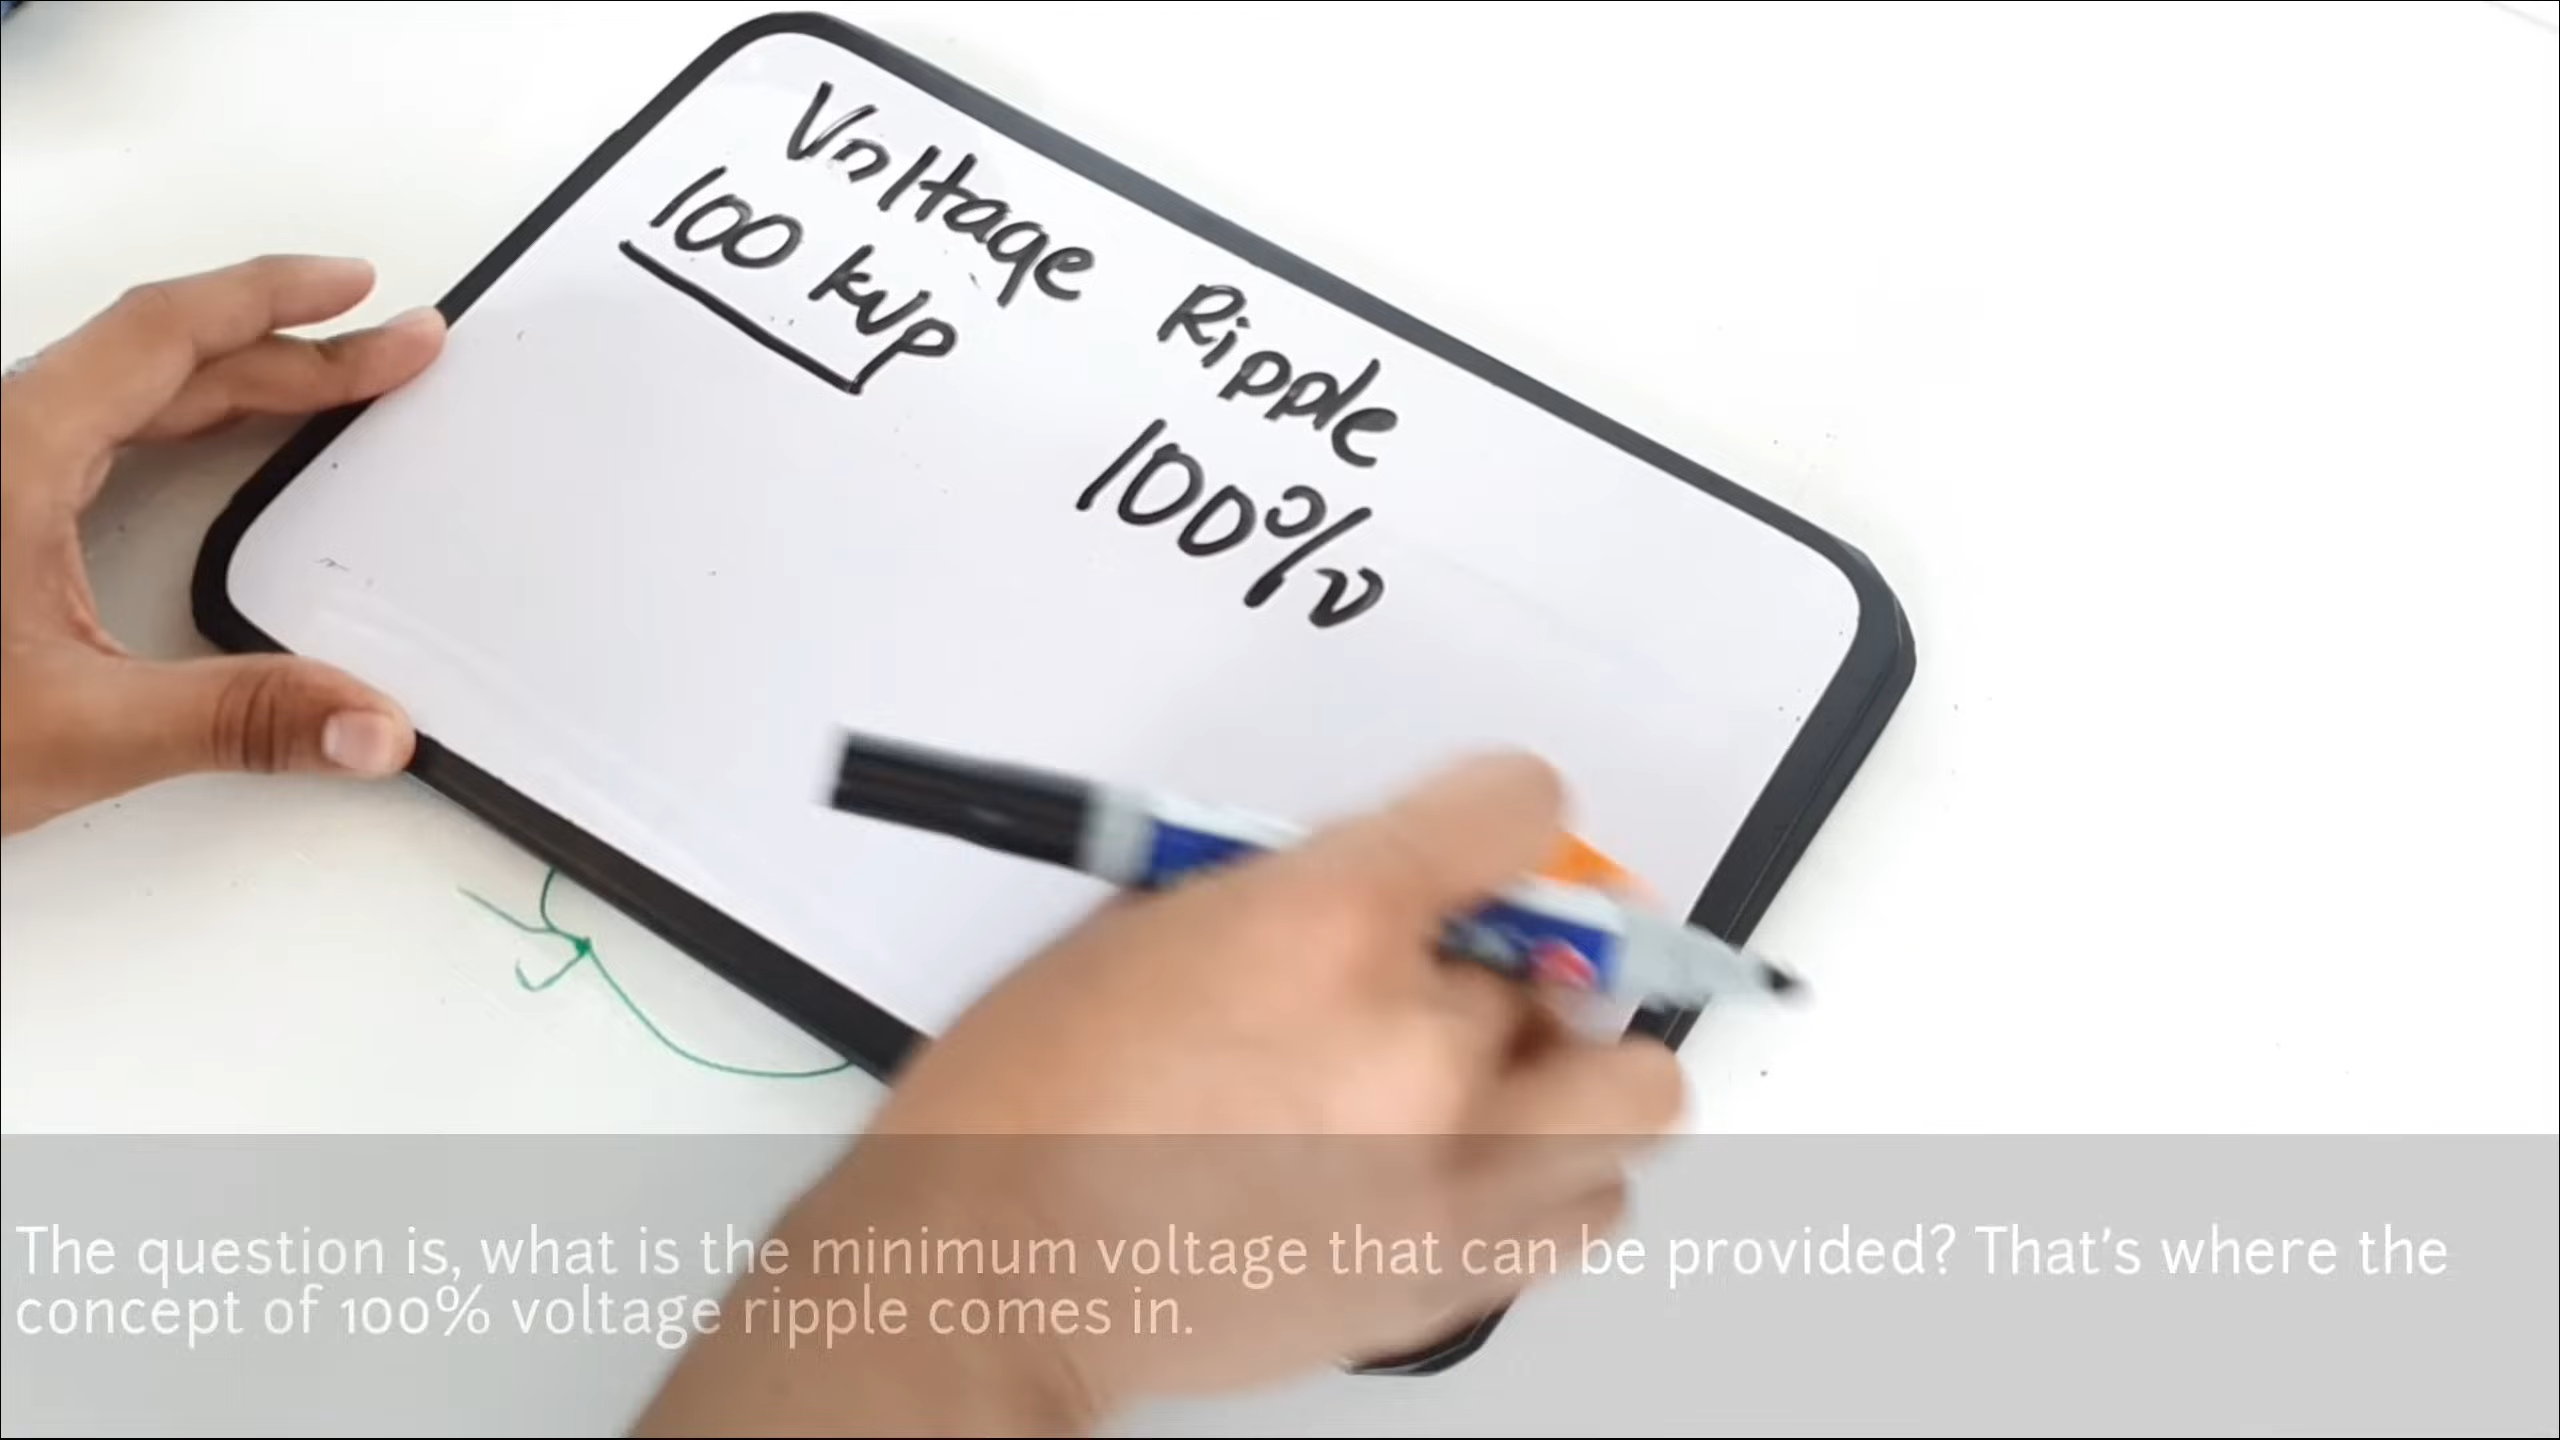 Voltage Ripple
100 kVp
100%
The question is, what is the minimum voltage that can be provided? That's where the
concept of 100% voltage ripple comes in.